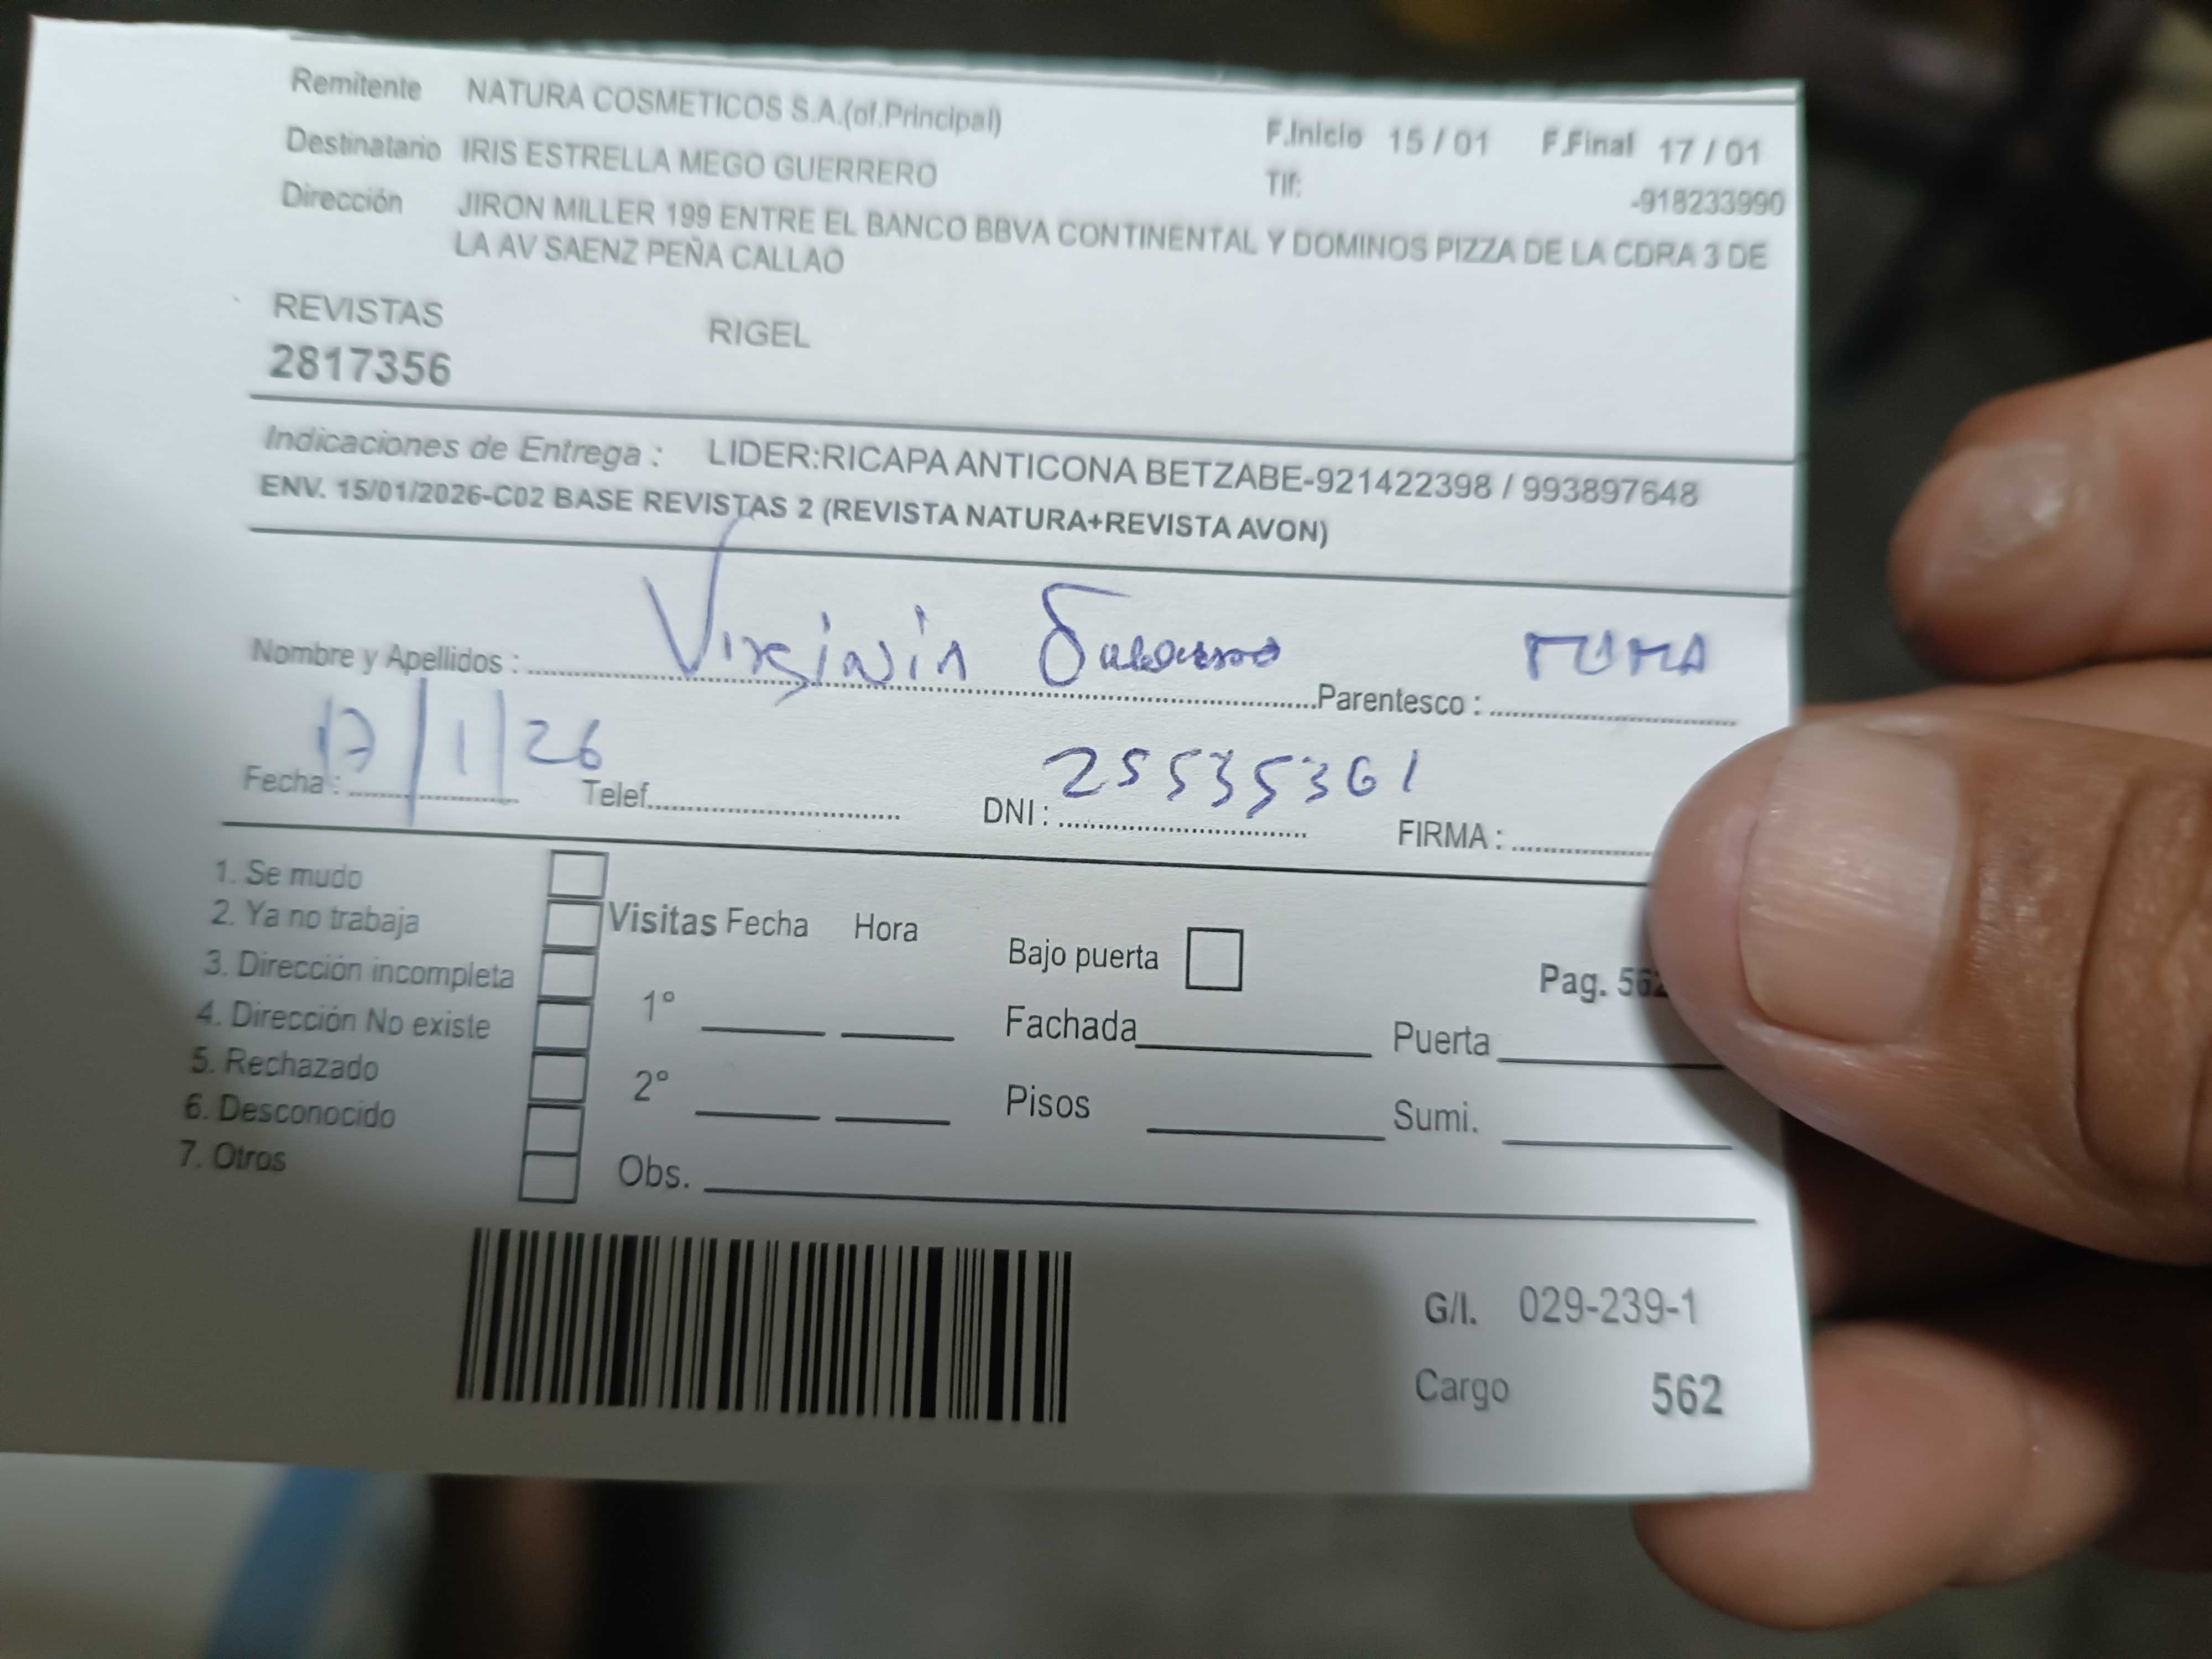 Remitente NATURA COSMETICOS S.A.(of.Principal)
F.Inicio 15 / 01 F.Final 17 / 01
Destinatario IRIS ESTRELLA MEGO GUERRERO
Tlf: -918233990
Dirección JIRON MILLER 199 ENTRE EL BANCO BBVA CONTINENTAL Y DOMINOS PIZZA DE LA CDRA 3 DE
LA AV SAENZ PEÑA CALLAO
REVISTAS RIGEL
2817356
Indicaciones de Entrega : LIDER:RICAPA ANTICONA BETZABE-921422398 / 993897648
ENV. 15/01/2026-C02 BASE REVISTAS 2 (REVISTA NATURA+REVISTA AVON)
Nombre y Apellidos : Virginia Parentesco :
Fecha : 17/1/26 Telef. DNI : 25535361 FIRMA :
1. Se mudo
2. Ya no trabaja
3. Dirección incompleta
4. Dirección No existe
5. Rechazado
6. Desconocido
7. Otros
Visitas Fecha Hora
1°
2°
Obs.
Bajo puerta Pag. 562
Fachada Puerta
Pisos Sumi.
G/I. 029-239-1
Cargo 562